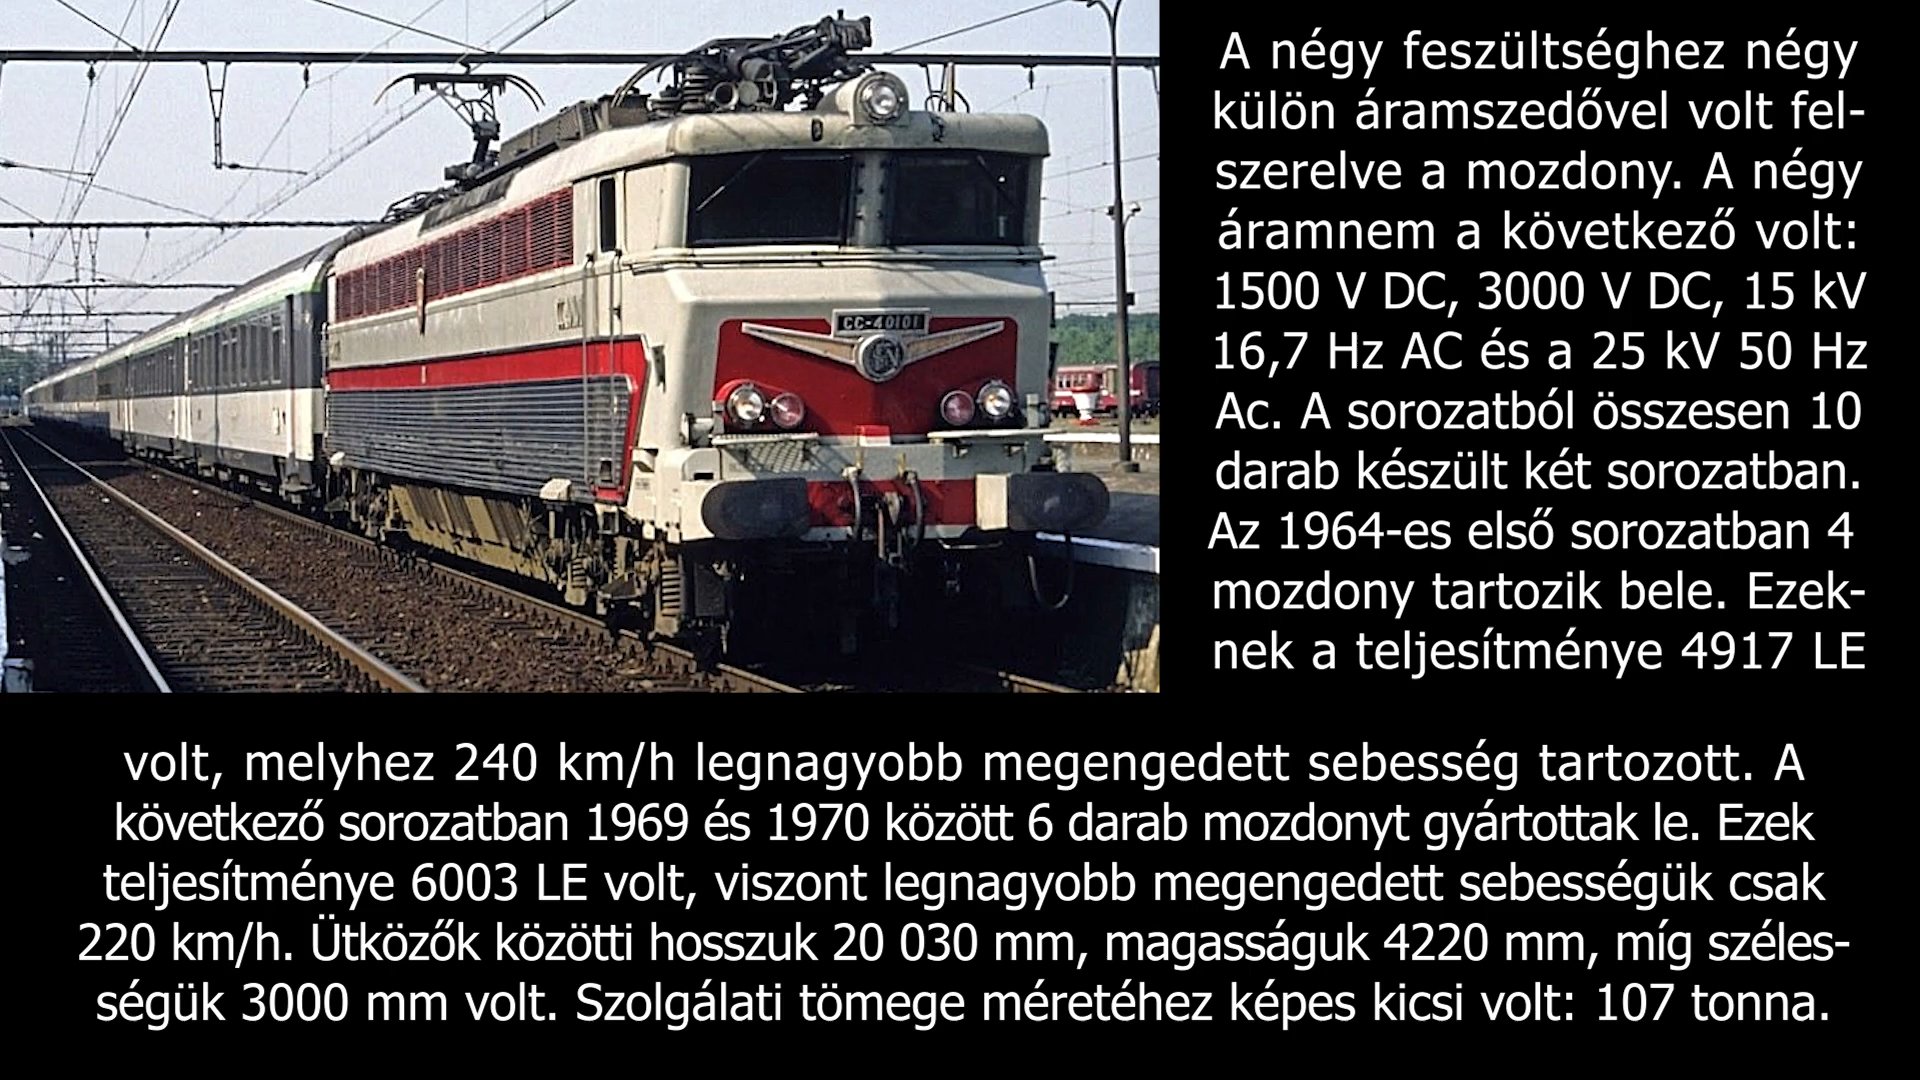 CC-40101
A négy feszültséghez négy
külön áramszedővel volt fel-
szerelve a mozdony. A négy
áramnem a következő volt:
1500 V DC, 3000 V DC, 15 kV
16,7 Hz AC és a 25 kV 50 Hz
Ac. A sorozatból összesen 10
darab készült két sorozatban.
Az 1964-es első sorozatban 4
mozdony tartozik bele. Ezek-
nek a teljesítménye 4917 LE
volt, melyhez 240 km/h legnagyobb megengedett sebesség tartozott. A
következő sorozatban 1969 és 1970 között 6 darab mozdonyt gyártottak le. Ezek
teljesítménye 6003 LE volt, viszont legnagyobb megengedett sebességük csak
220 km/h. Ütközők közötti hosszuk 20 030 mm, magasságuk 4220 mm, míg széles-
ségük 3000 mm volt. Szolgálati tömege méretéhez képes kicsi volt: 107 tonna.